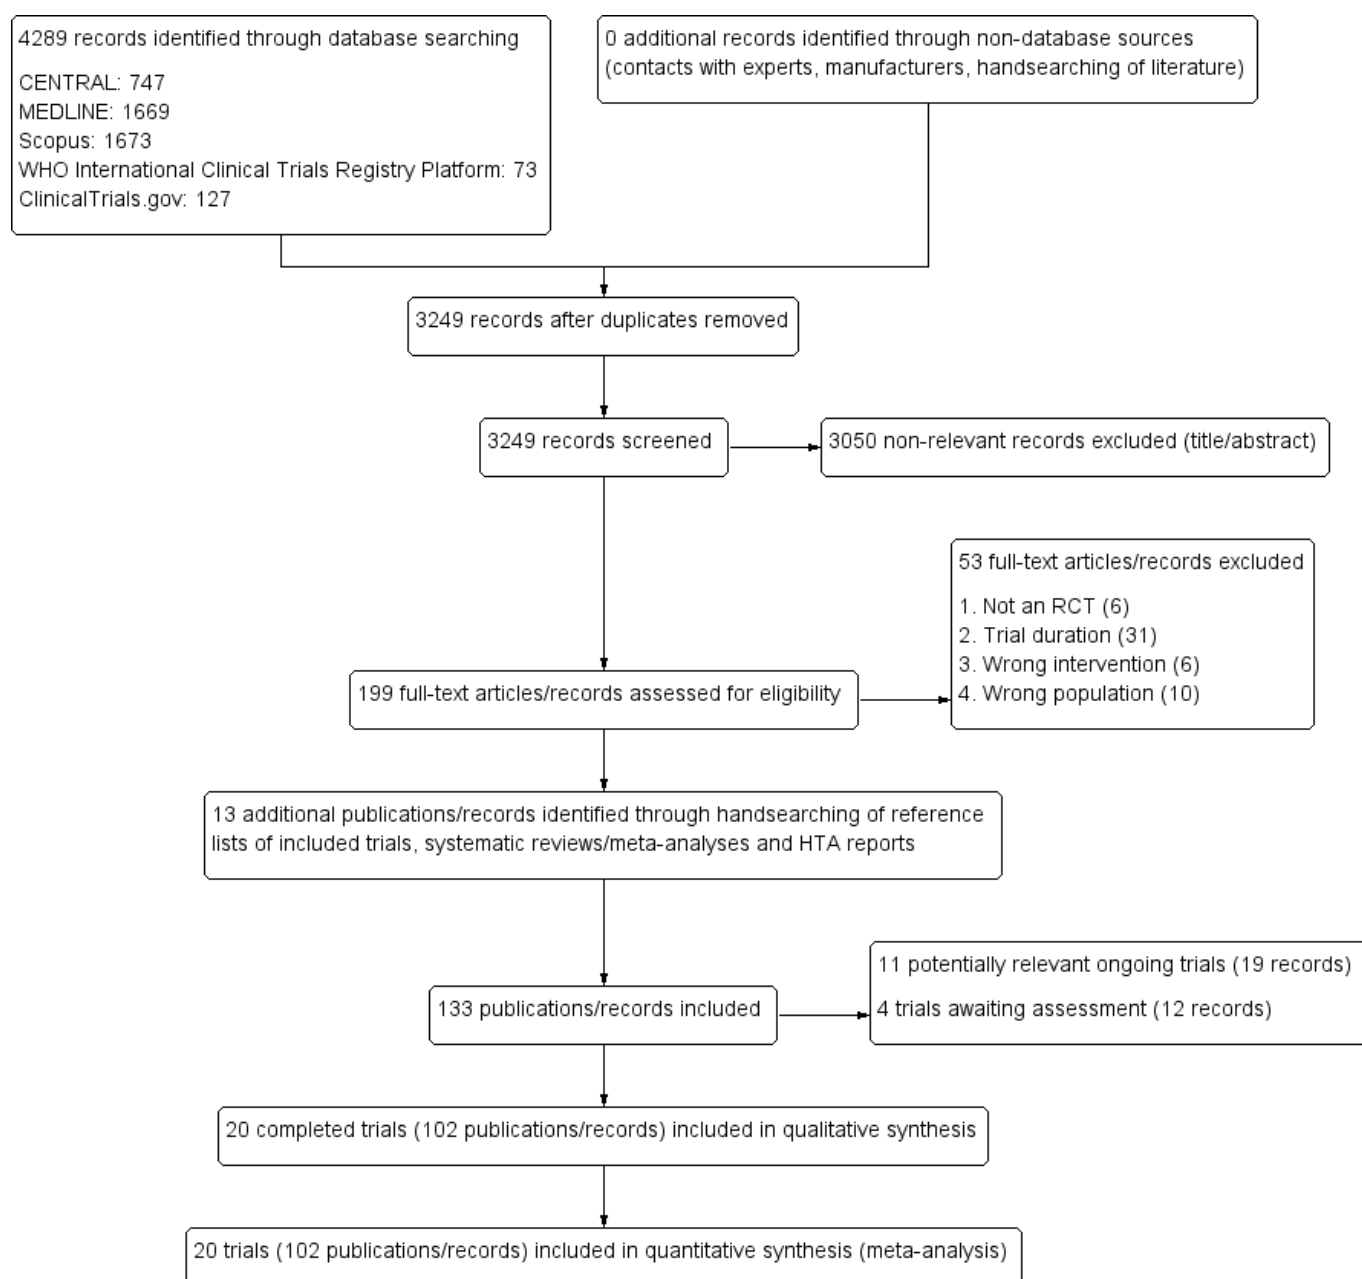 4289 records identified through database searching
CENTRAL: 747
MEDLINE: 1669
Scopus: 1673
WHO International Clinical Trials Registry Platform: 73
ClinicalTrials.gov: 127
0 additional records identified through non-database sources
(contacts with experts, manufacturers, handsearching of literature)
3249 records after duplicates removed
3249 records screened
3050 non-relevant records excluded (title/abstract)
53 full-text articles/records excluded
1. Not an RCT (6)
2. Trial duration (31)
3. Wrong intervention (6)
4. Wrong population (10)
199 full-text articles/records assessed for eligibility
13 additional publications/records identified through handsearching of reference
lists of included trials, systematic reviews/meta-analyses and HTA reports
11 potentially relevant ongoing trials (19 records)
4 trials awaiting assessment (12 records)
133 publications/records included
20 completed trials (102 publications/records) included in qualitative synthesis
20 trials (102 publications/records) included in quantitative synthesis (meta-analysis)